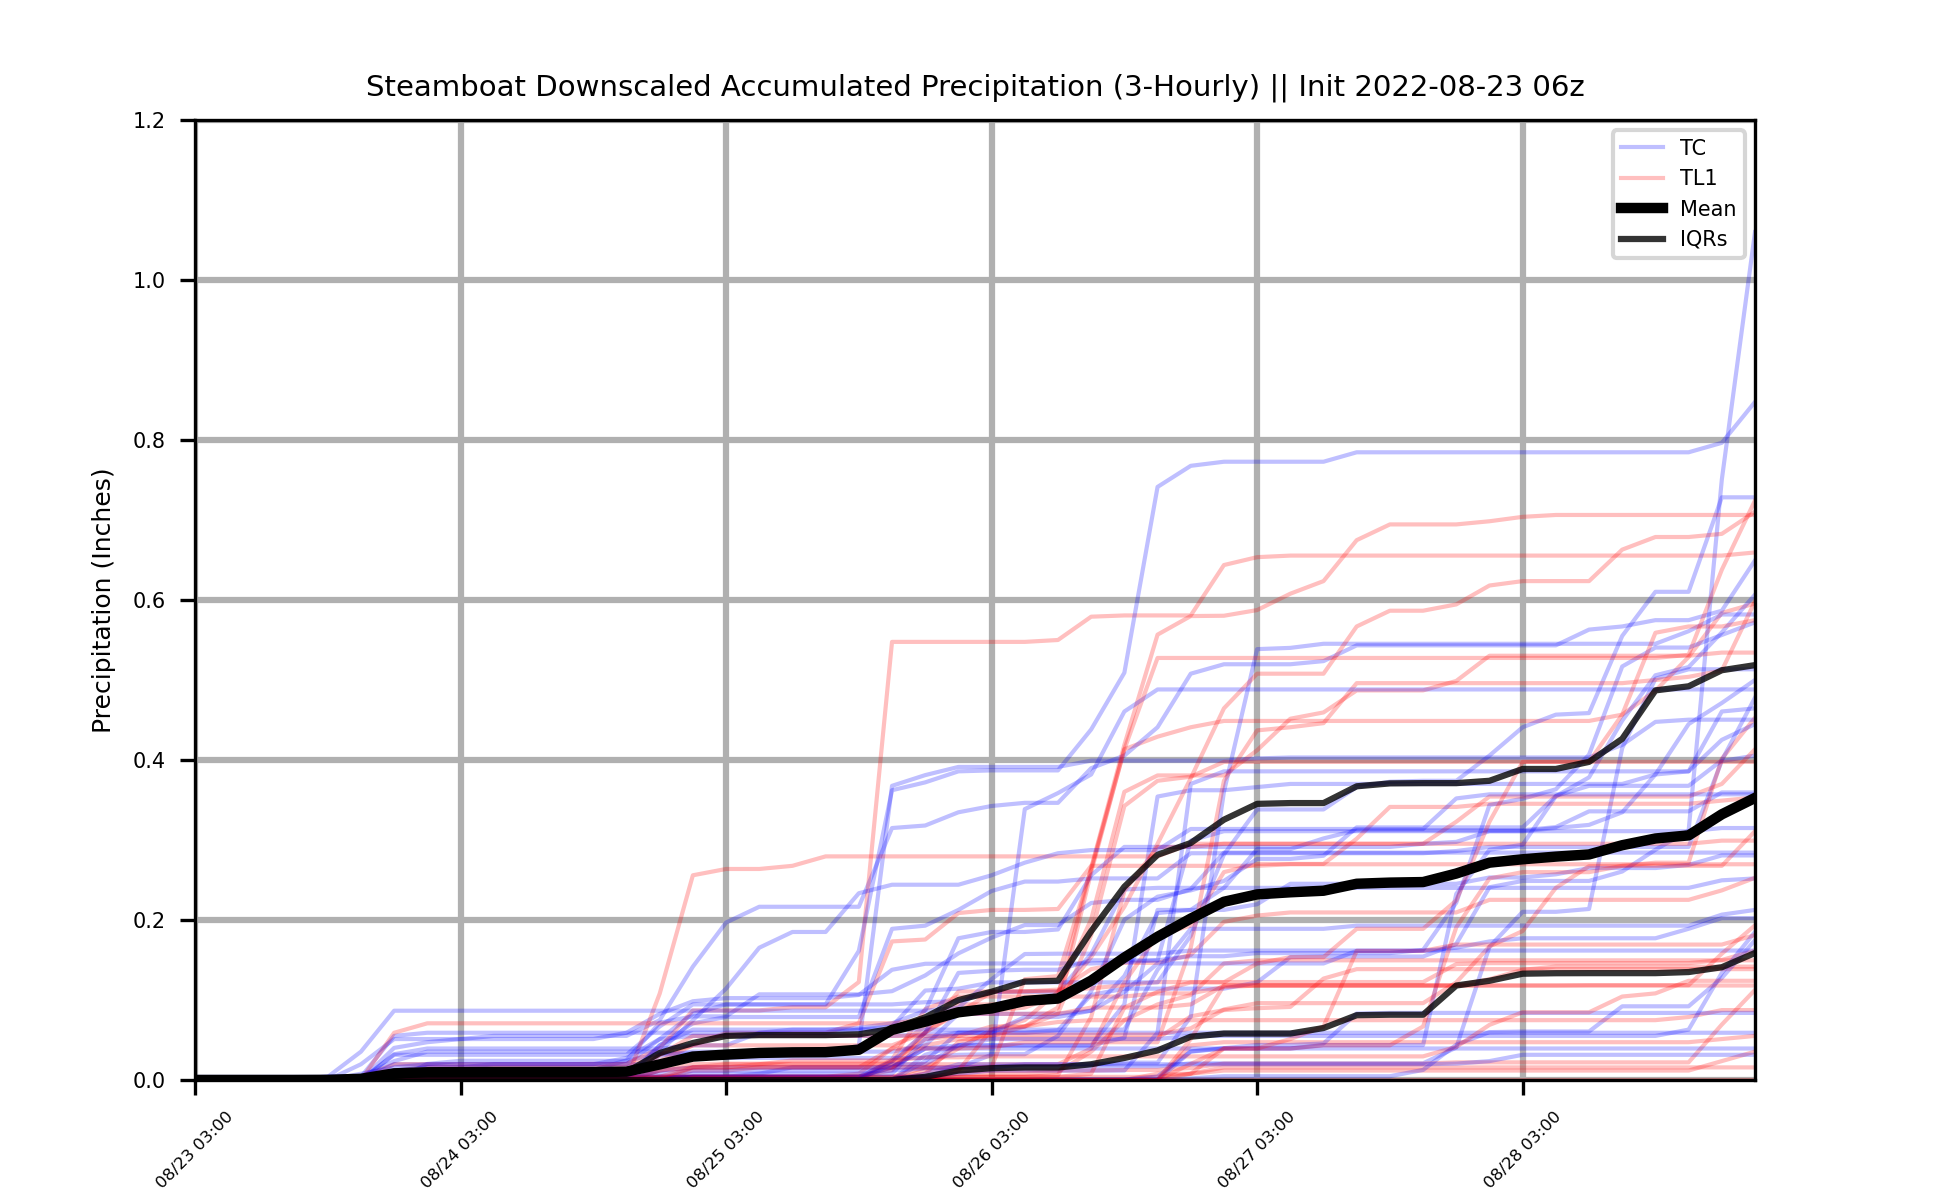 Steamboat Downscaled Accumulated Precipitation (3-Hourly) || Init 2022-08-23 06z
Precipitation (Inches)
1.2
1.0
0.8
0.6
0.4
0.2
0.0
TC
TL1
Mean
IQRs
08/23 03:00
08/24 03:00
08/25 03:00
08/26 03:00
08/27 03:00
08/28 03:00